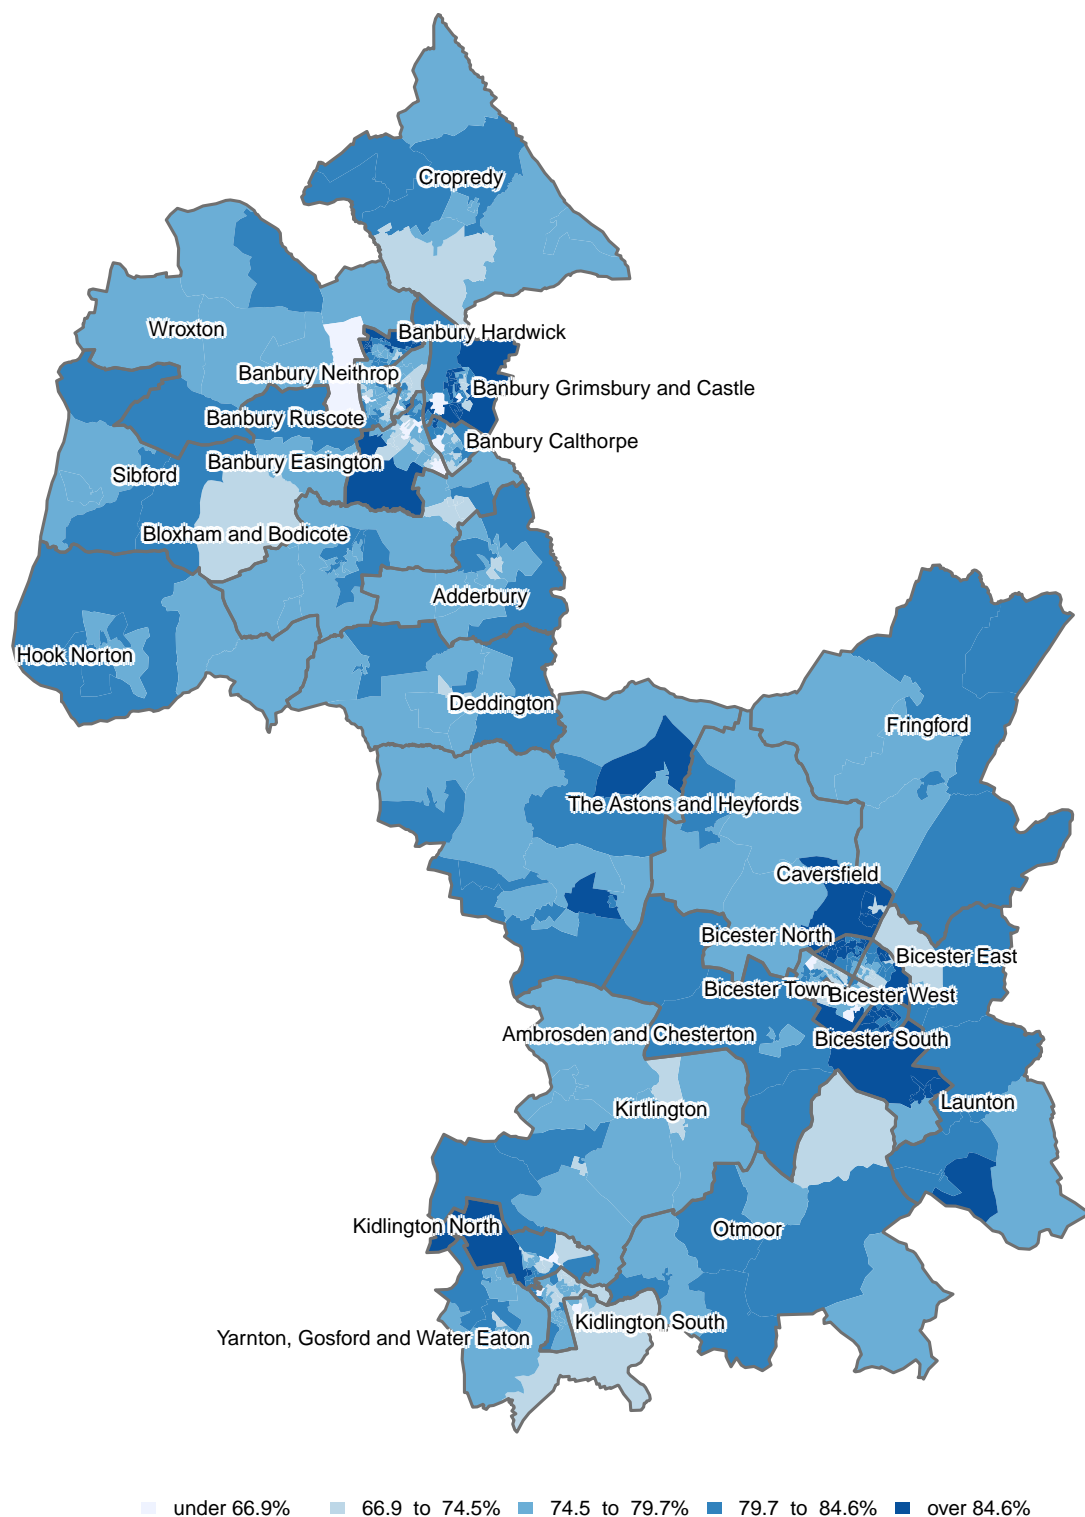 Cropredy
Wroxton
Banbury Hardwick
Banbury Neithrop
Banbury Grimsbury and Castle
Banbury Ruscote
Banbury Calthorpe
Banbury Easington
Sibford
Bloxham and Bodicote
Adderbury
Hook Norton
Deddington
Fringford
The Astons and Heyfords
Caversfield
Bicester North
Bicester East
Bicester Town
Bicester West
Ambrosden and Chesterton
Bicester South
Launton
Kirtlington
Kidlington North
Otmoor
Kidlington South
Yarnton, Gosford and Water Eaton
under 66.9% 66.9 to 74.5% 74.5 to 79.7% 79.7 to 84.6% over 84.6%